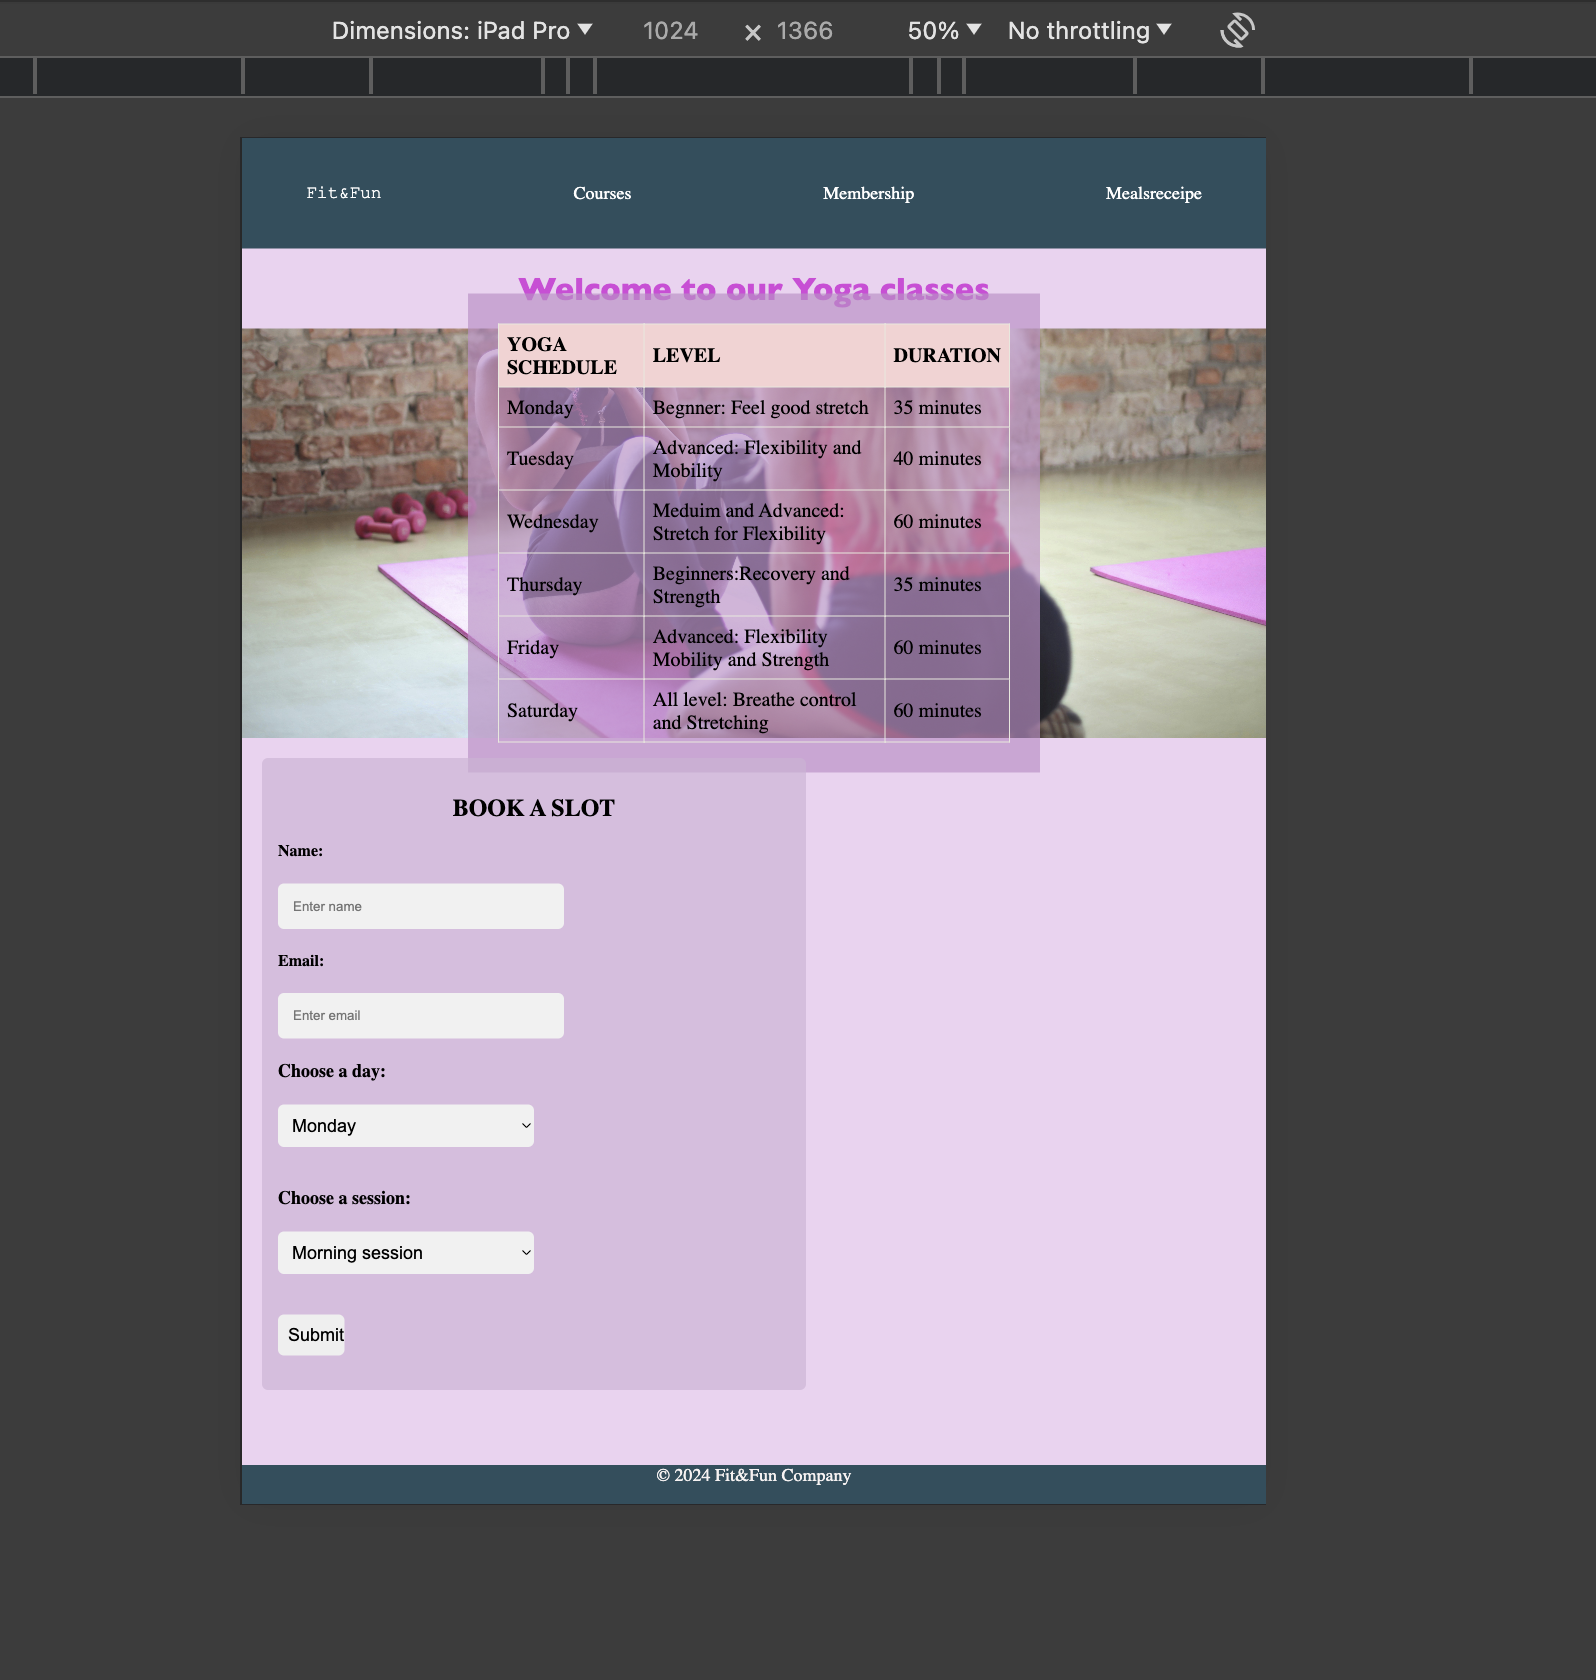 Dimensions: iPad Pro ▼ 1024 × 1366 50% ▼ No throttling ▼
Fit&Fun Courses Membership Mealsreceipe
Welcome to our Yoga classes
YOGA
SCHEDULE
LEVEL
DURATION
Monday
Begnner: Feel good stretch
35 minutes
Tuesday
Advanced: Flexibility and
Mobility
40 minutes
Wednesday
Meduim and Advanced:
Stretch for Flexibility
60 minutes
Thursday
Beginners:Recovery and
Strength
35 minutes
Friday
Advanced: Flexibility
Mobility and Strength
60 minutes
Saturday
All level: Breathe control
and Stretching
60 minutes
BOOK A SLOT
Name:
Enter name
Email:
Enter email
Choose a day:
Monday
Choose a session:
Morning session
Submit
© 2024 Fit&Fun Company